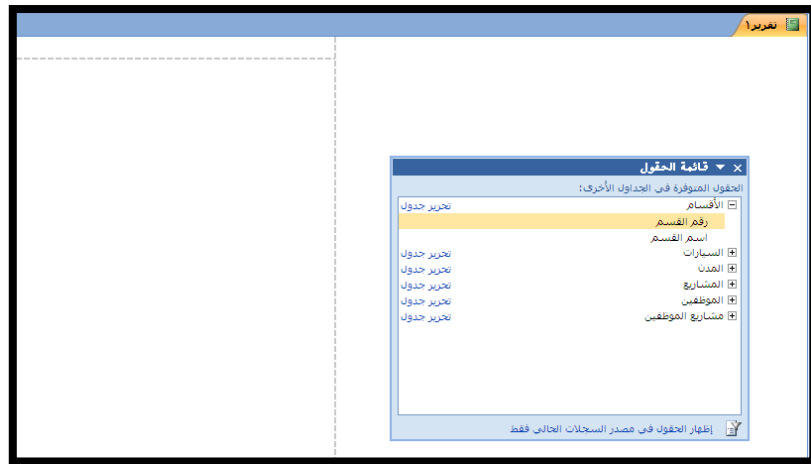 تقرير١
قائمة الحقول
الحقول المتوفرة في الجداول الأخرى:
الأقسام تحرير جدول
رقم القسم
اسم القسم
السيارات تحرير جدول
المدن تحرير جدول
المشاريع تحرير جدول
الموظفين تحرير جدول
مشاريع الموظفين تحرير جدول
إظهار الحقول في مصدر السجلات الحالي فقط